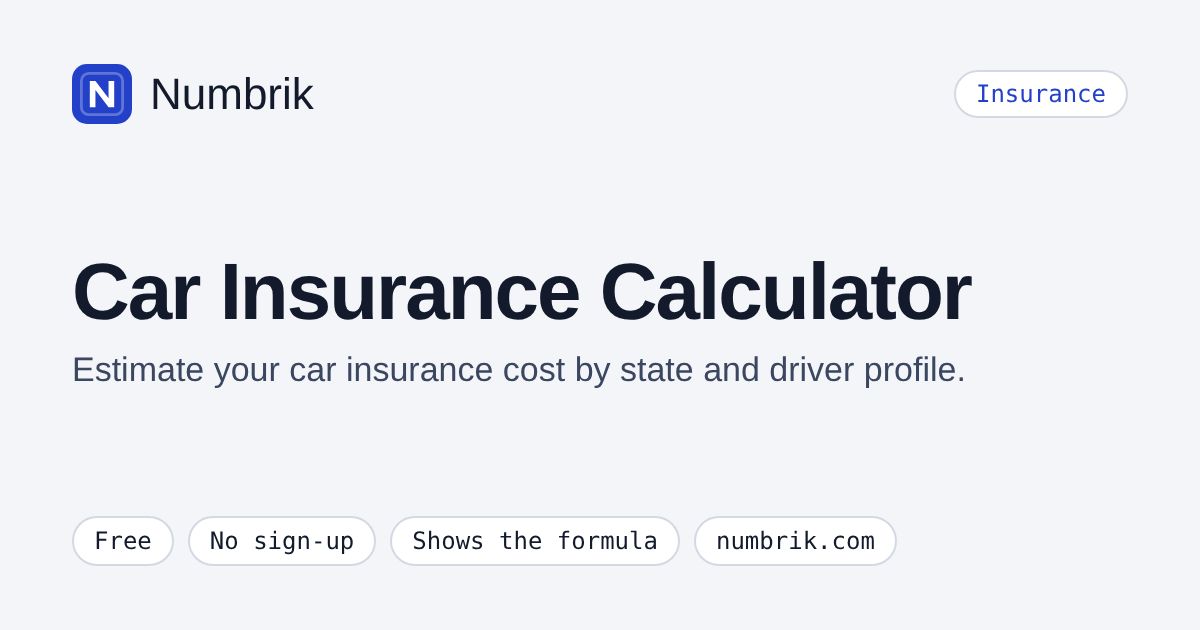 N Numbrik
Insurance
Car Insurance Calculator
Estimate your car insurance cost by state and driver profile.
Free
No sign-up
Shows the formula
numbrik.com